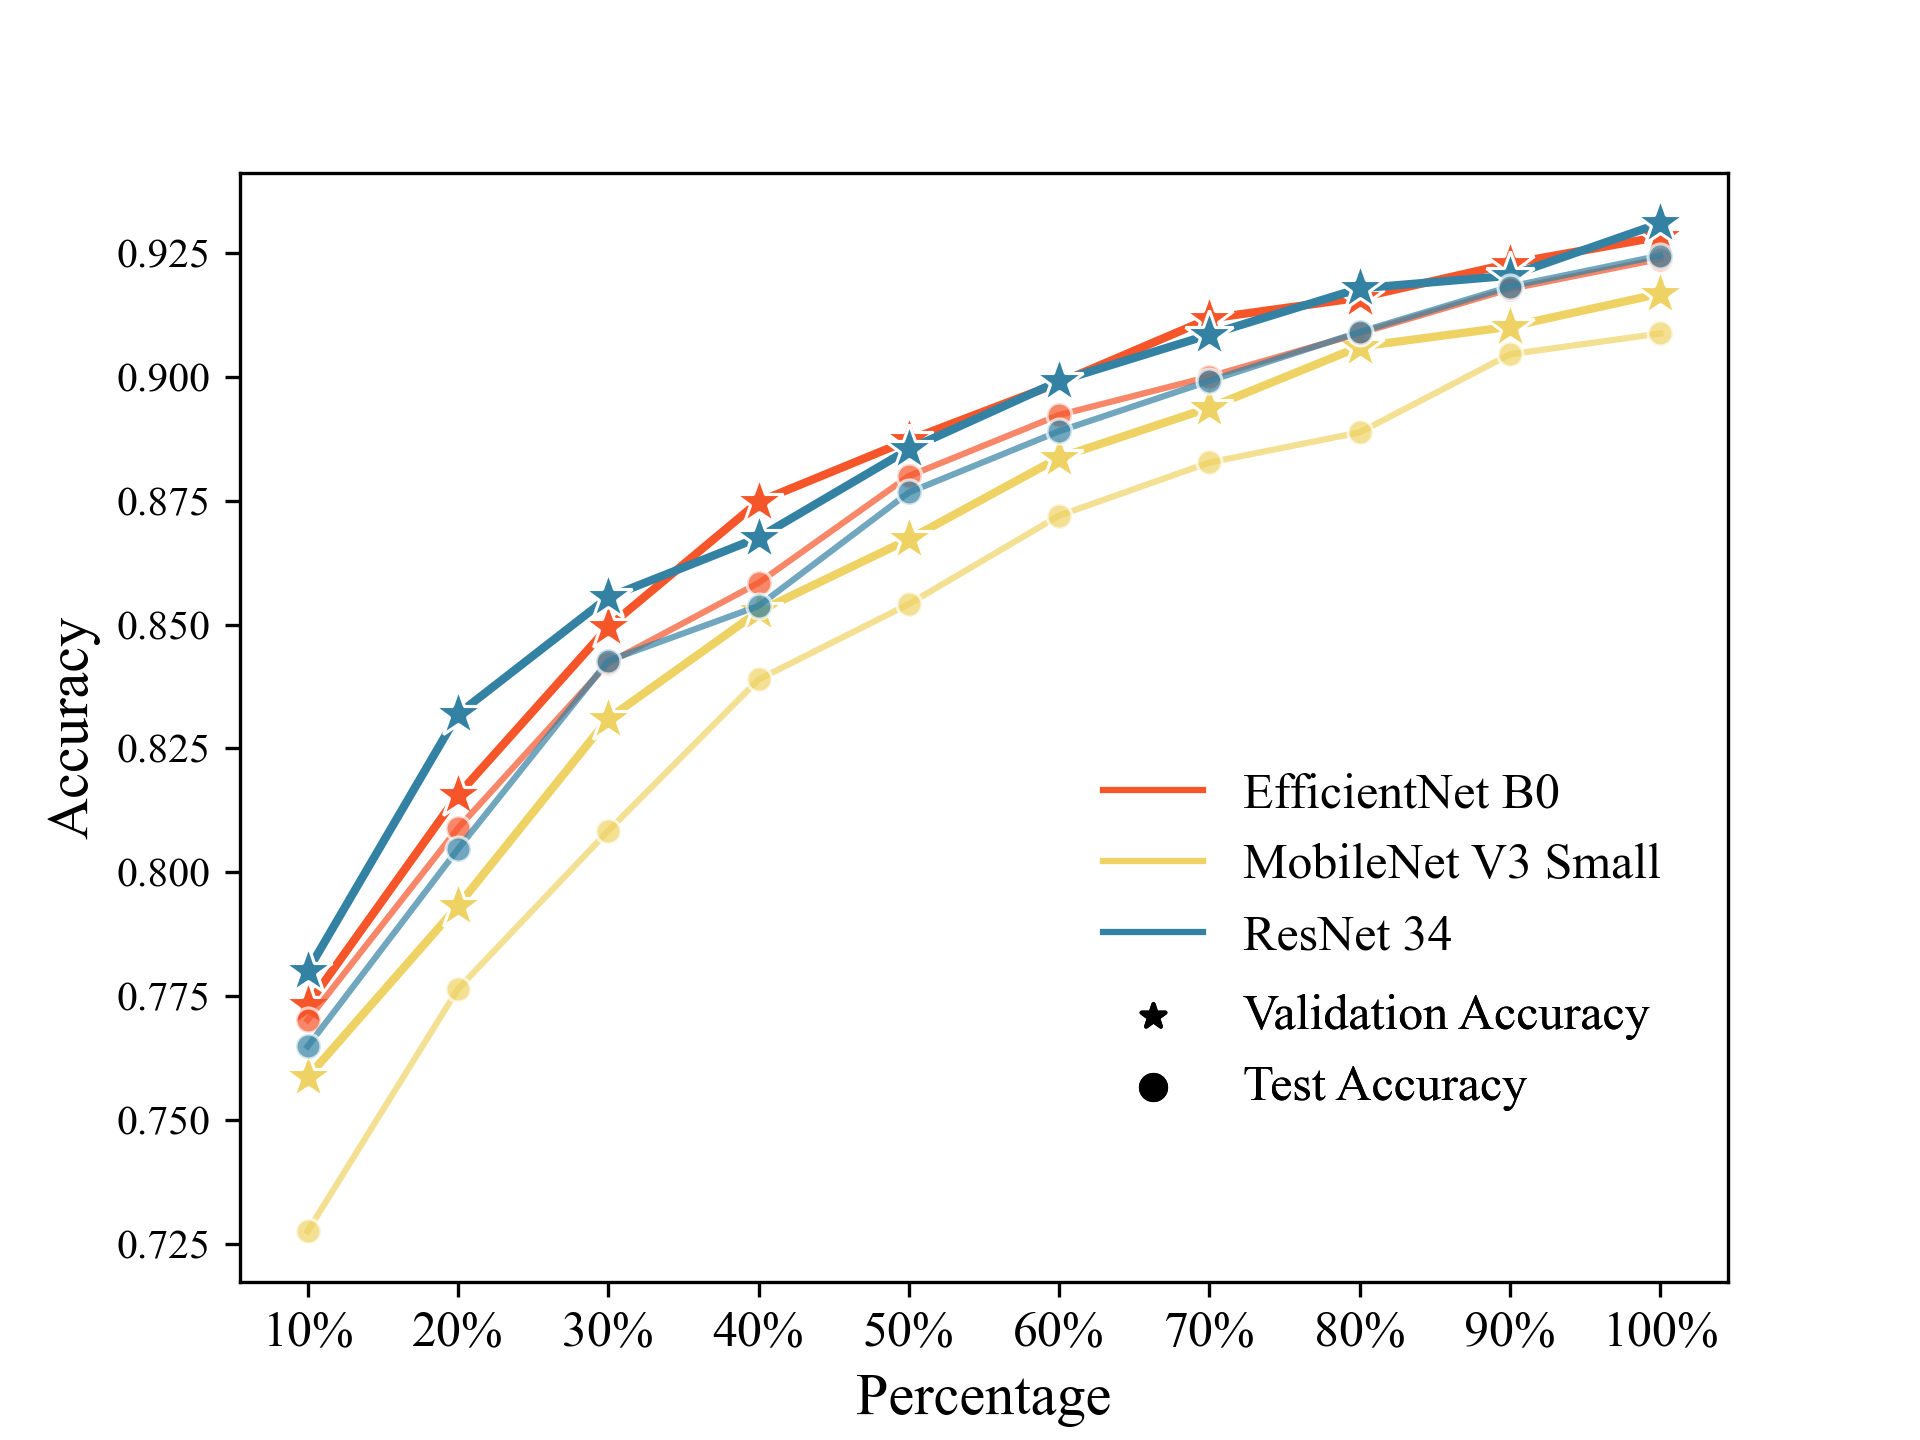 0.925
0.900
0.875
0.850
0.825
0.800
0.775
0.750
0.725
Accuracy
EfficientNet B0
MobileNet V3 Small
ResNet 34
Validation Accuracy
Test Accuracy
10% 20% 30% 40% 50% 60% 70% 80% 90% 100%
Percentage